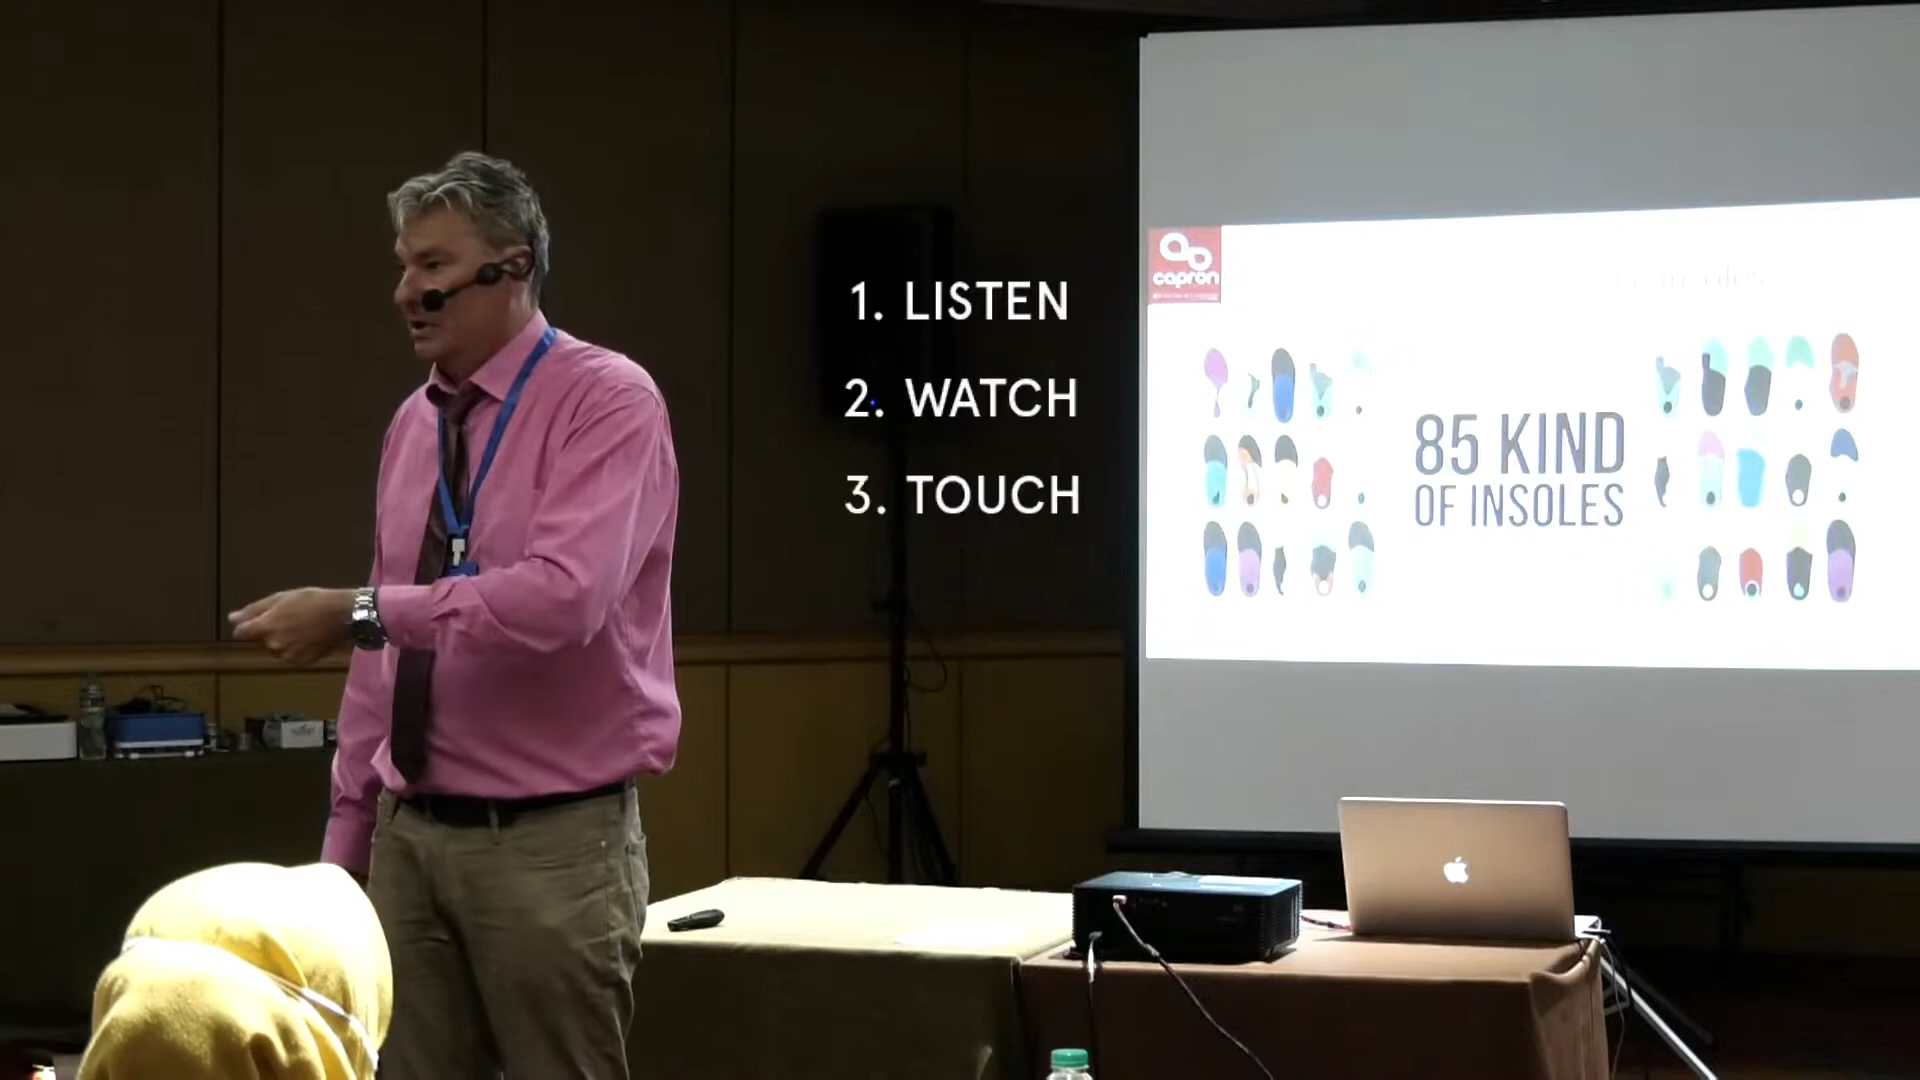 1. LISTEN
2. WATCH
3. TOUCH
capron
85 KIND
OF INSOLES